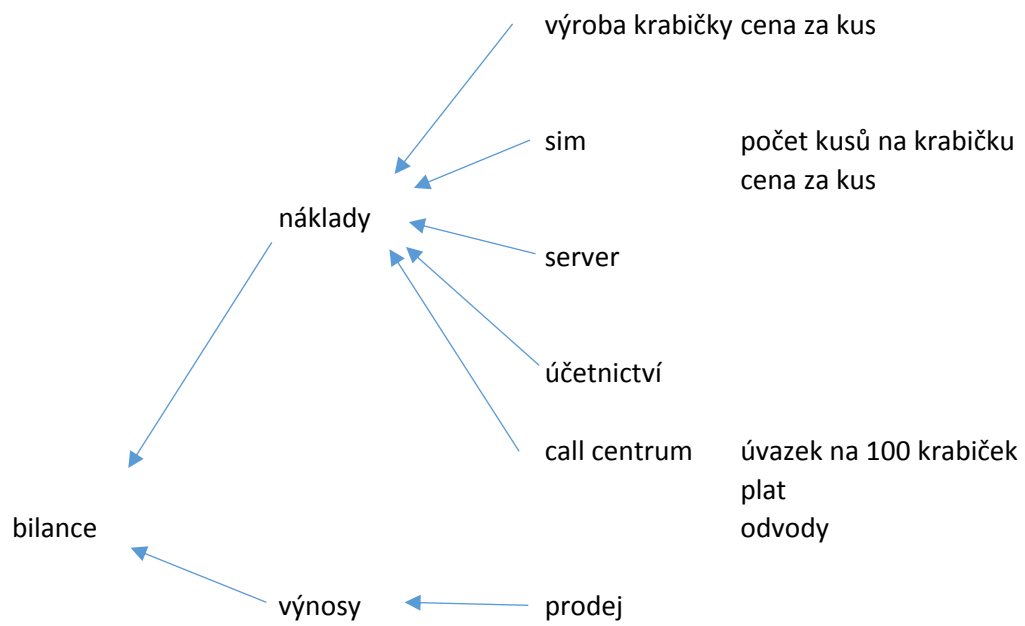 výroba krabičky cena za kus
sim počet kusů na krabičku
cena za kus
náklady
server
účetnictví
call centrum úvazek na 100 krabiček
plat
bilance odvody
výnosy prodej